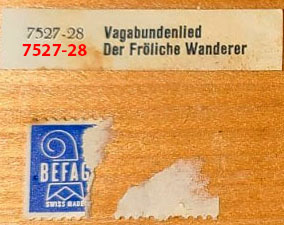 7527-28 Vagabundenlied
7527-28 Der Fröliche Wanderer
BEFAG
SWISS MADE